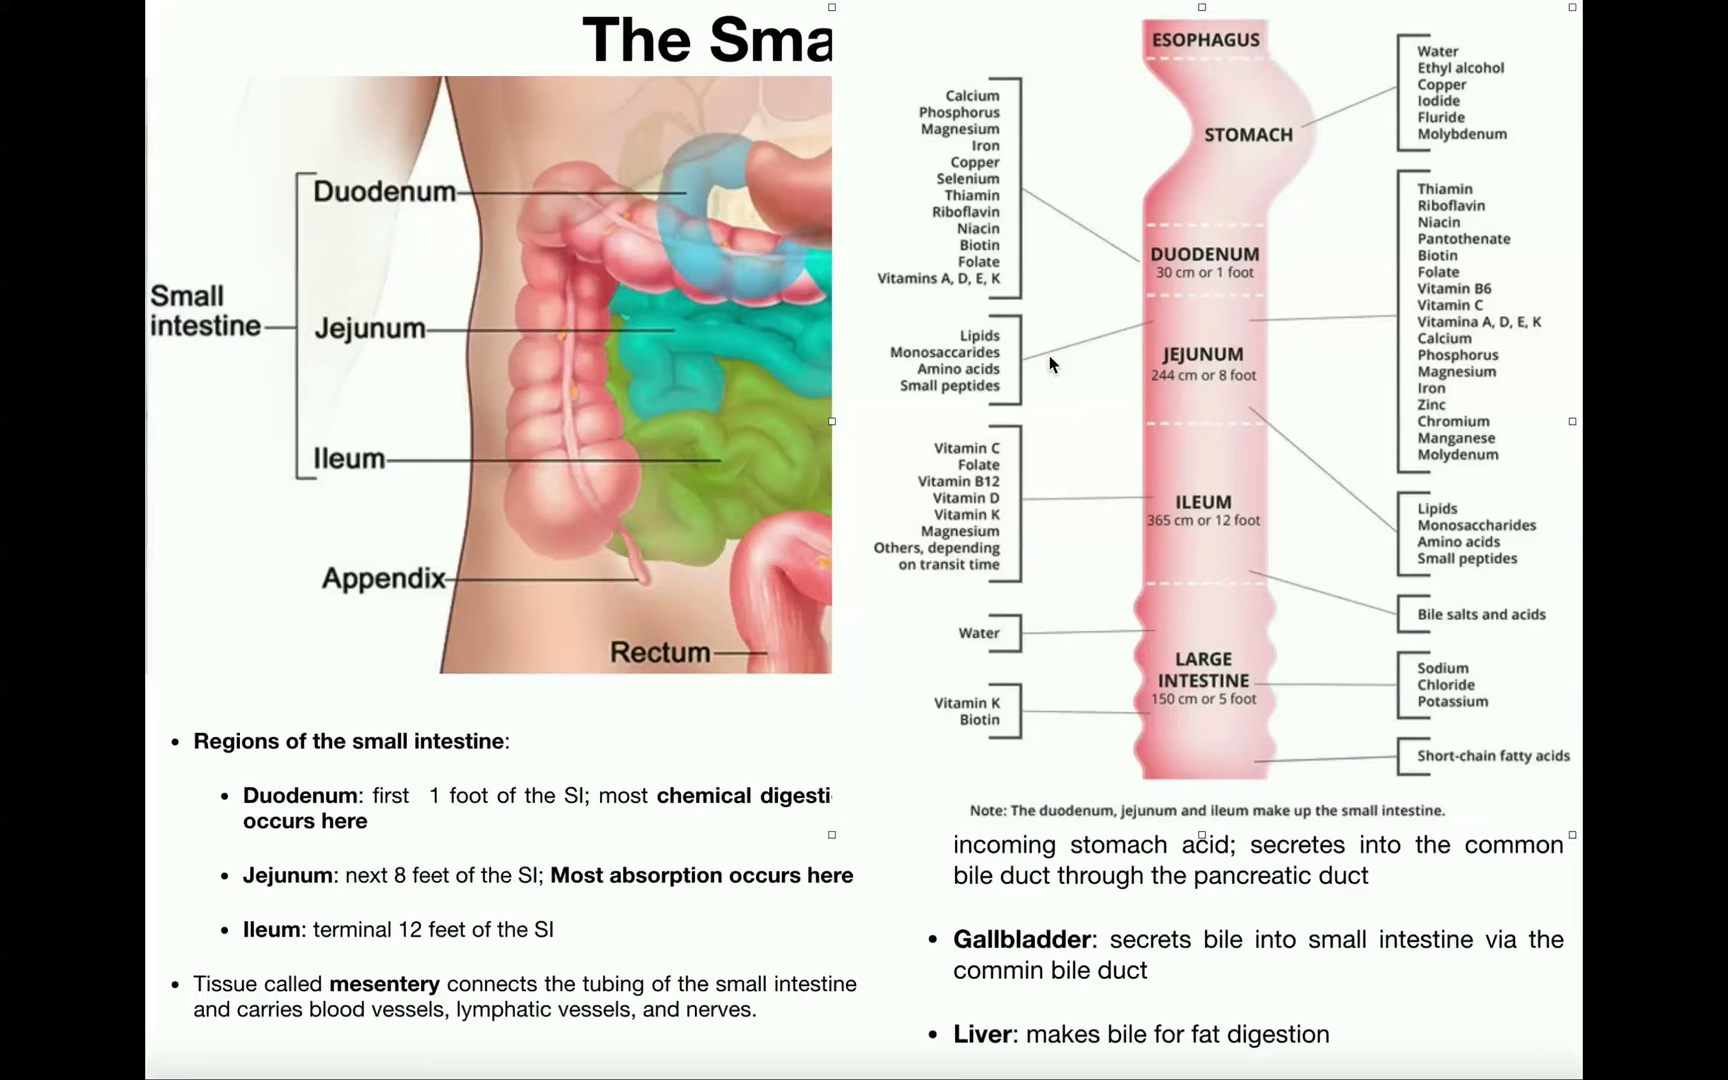 The Sma
Duodenum
Small
intestine
Jejunum
Ileum
Appendix
Rectum
• Regions of the small intestine:
• Duodenum: first 1 foot of the SI; most chemical digesti
occurs here
• Jejunum: next 8 feet of the SI; Most absorption occurs here
• Ileum: terminal 12 feet of the SI
• Tissue called mesentery connects the tubing of the small intestine
and carries blood vessels, lymphatic vessels, and nerves.
ESOPHAGUS
STOMACH
DUODENUM
30 cm or 1 foot
JEJUNUM
244 cm or 8 foot
ILEUM
365 cm or 12 foot
LARGE
INTESTINE
150 cm or 5 foot
Calcium
Phosphorus
Magnesium
Iron
Copper
Selenium
Thiamin
Riboflavin
Niacin
Biotin
Folate
Vitamins A, D, E, K
Lipids
Monosaccarides
Amino acids
Small peptides
Vitamin C
Folate
Vitamin B12
Vitamin D
Vitamin K
Magnesium
Others, depending
on transit time
Water
Vitamin K
Biotin
Water
Ethyl alcohol
Copper
Iodide
Fluride
Molybdenum
Thiamin
Riboflavin
Niacin
Pantothenate
Biotin
Folate
Vitamin B6
Vitamin C
Vitamina A, D, E, K
Calcium
Phosphorus
Magnesium
Iron
Zinc
Chromium
Manganese
Molydenum
Lipids
Monosaccharides
Amino acids
Small peptides
Bile salts and acids
Sodium
Chloride
Potassium
Short-chain fatty acids
Note: The duodenum, jejunum and ileum make up the small intestine.
incoming stomach acid; secretes into the common
bile duct through the pancreatic duct
• Gallbladder: secrets bile into small intestine via the
commin bile duct
• Liver: makes bile for fat digestion